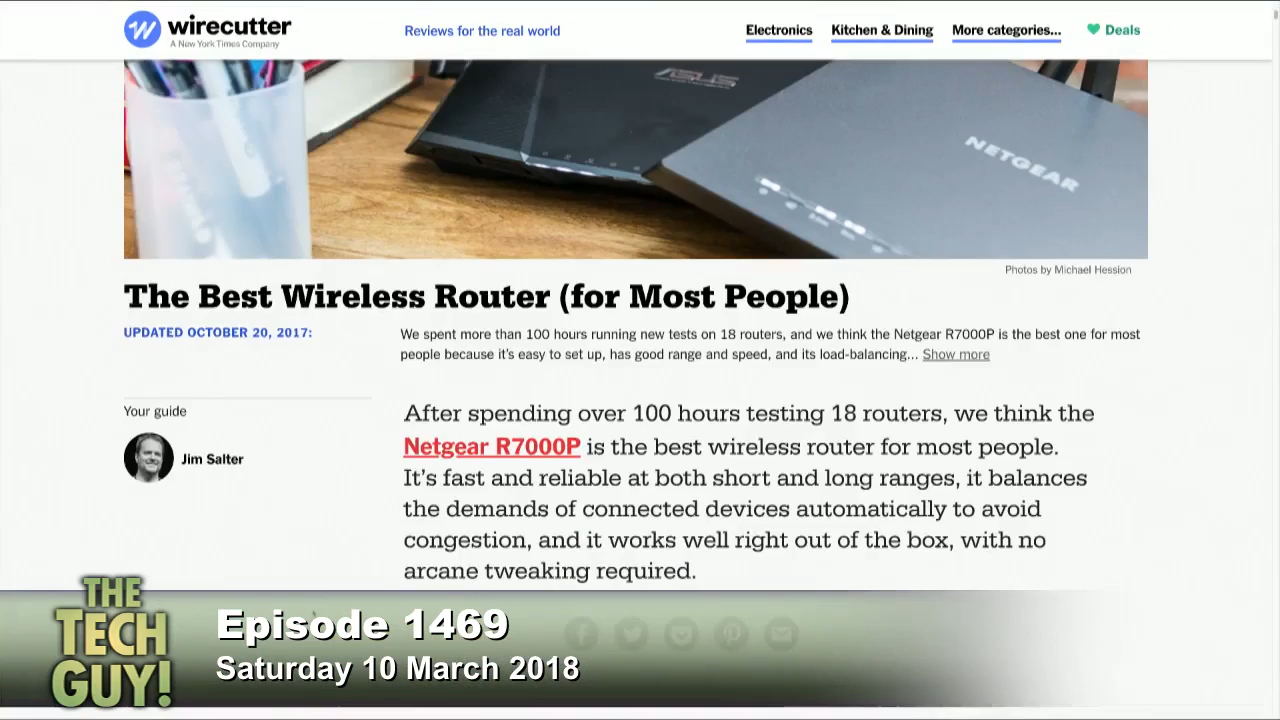 wirecutter
A New York Times Company
Reviews for the real world
Electronics
Kitchen & Dining
More categories...
Deals
ASUS
NETGEAR
Photos by Michael Hession
The Best Wireless Router (for Most People)
UPDATED OCTOBER 20, 2017:
We spent more than 100 hours running new tests on 18 routers, and we think the Netgear R7000P is the best one for most
people because it's easy to set up, has good range and speed, and its load-balancing... Show more
Your guide
Jim Salter
After spending over 100 hours testing 18 routers, we think the
Netgear R7000P is the best wireless router for most people.
It's fast and reliable at both short and long ranges, it balances
the demands of connected devices automatically to avoid
congestion, and it works well right out of the box, with no
arcane tweaking required.
THE
TECH
GUY!
Episode 1469
Saturday 10 March 2018